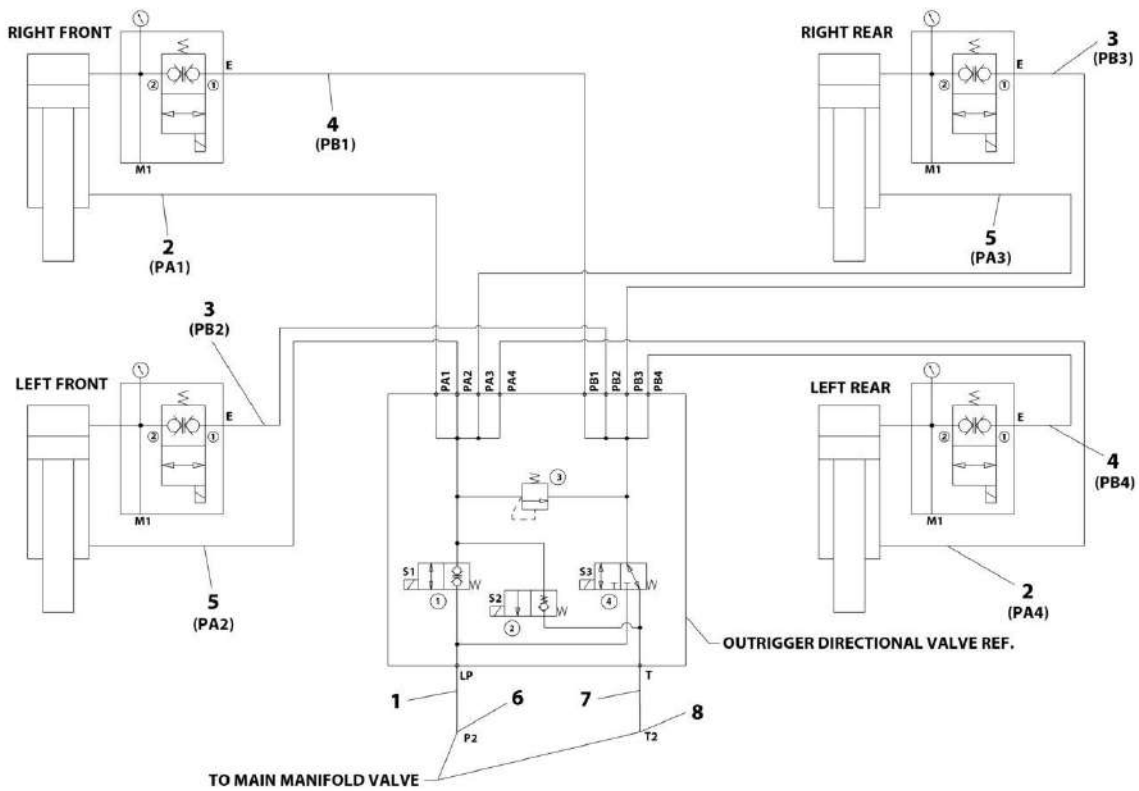 RIGHT FRONT
E
②
①
M1
4
(PB1)
2
(PA1)
RIGHT REAR
E
②
①
M1
3
(PB3)
5
(PA3)
3
(PB2)
LEFT FRONT
E
②
①
M1
5
(PA2)
PA1
PA2
PA3
PA4
PB1
PB2
PB3
PB4
LEFT REAR
E
②
①
M1
4
(PB4)
2
(PA4)
③
S1
①
S2
②
S3
④
OUTRIGGER DIRECTIONAL VALVE REF.
LP
T
1
6
7
8
P2
T2
TO MAIN MANIFOLD VALVE